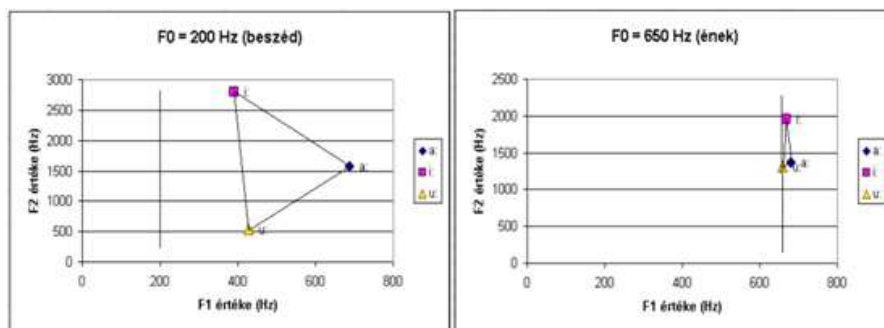 F0 = 200 Hz (beszéd)
F2 értéke (Hz)
3000
2500
2000
1500
1000
500
0
i:
a:
u:
0
200
400
600
800
F1 értéke (Hz)
a:
i:
u:
F0 = 650 Hz (ének)
F2 értéke (Hz)
2500
2000
1500
1000
500
0
i:
a:
u:
0
200
400
600
800
F1 értéke (Hz)
a:
i:
u: